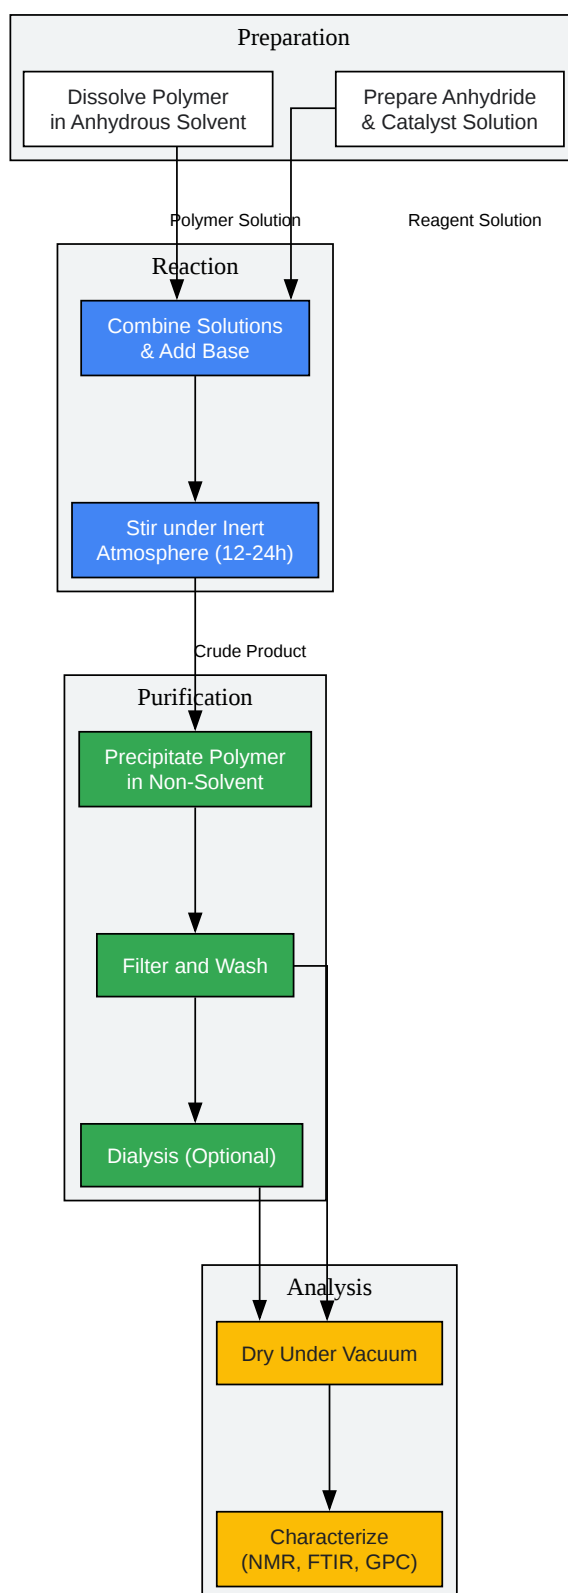 Preparation
Dissolve Polymer
in Anhydrous Solvent
Prepare Anhydride
& Catalyst Solution
Polymer Solution
Reagent Solution
Reaction
Combine Solutions
& Add Base
Stir under Inert
Atmosphere (12-24h)
Crude Product
Purification
Precipitate Polymer
in Non-Solvent
Filter and Wash
Dialysis (Optional)
Analysis
Dry Under Vacuum
Characterize
(NMR, FTIR, GPC)